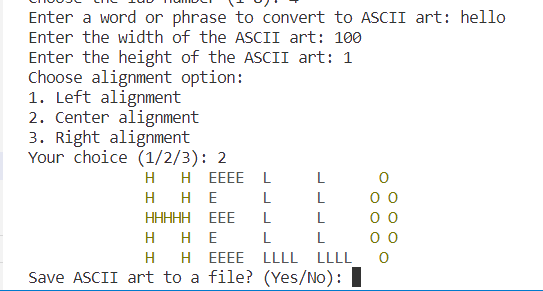 Enter a word or phrase to convert to ASCII art: hello
Enter the width of the ASCII art: 100
Enter the height of the ASCII art: 1
Choose alignment option:
1. Left alignment
2. Center alignment
3. Right alignment
Your choice (1/2/3): 2
             H   H  EEEE  L     L      O
             H   H  E     L     L     O O
             HHHHH  EEE   L     L     O O
             H   H  E     L     L     O O
             H   H  EEEE  LLLL  LLLL   O
Save ASCII art to a file? (Yes/No):